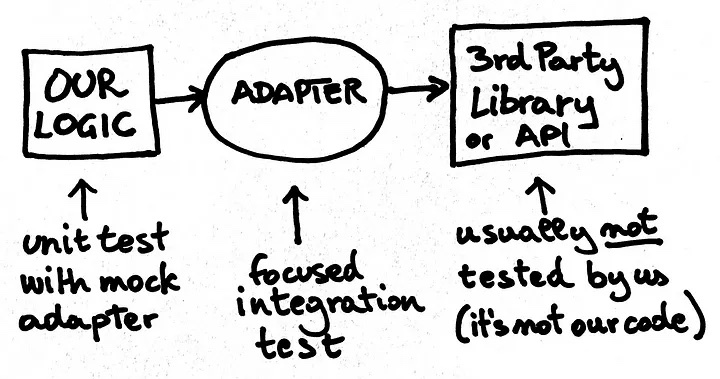 OUR
LOGIC
ADAPTER
3rd Party
Library
or API
unit test
with mock
adapter
focused
integration
test
usually not
tested by us
(it's not our code)